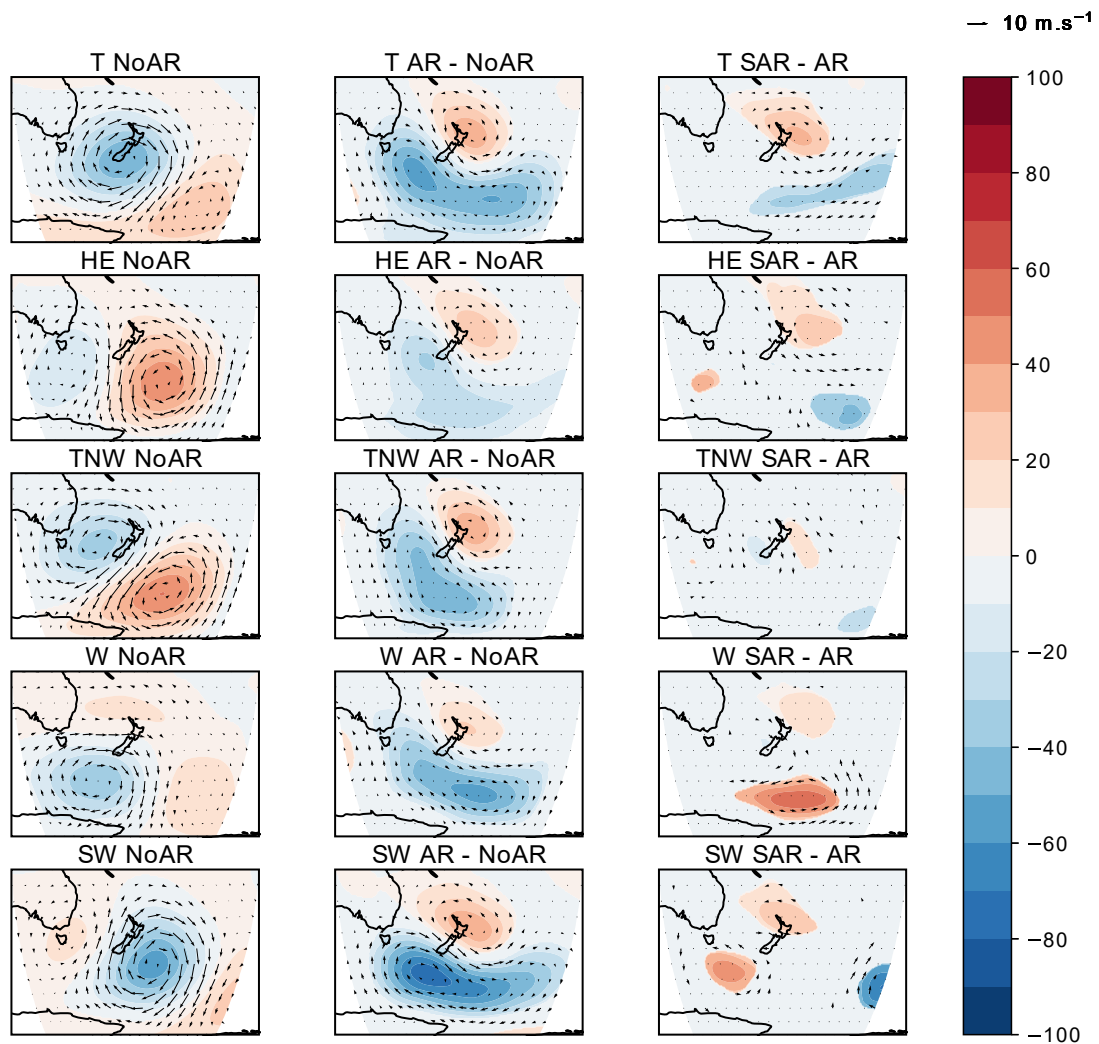 10 m.s⁻¹
T NoAR
T AR - NoAR
T SAR - AR
HE NoAR
HE AR - NoAR
HE SAR - AR
TNW NoAR
TNW AR - NoAR
TNW SAR - AR
W NoAR
W AR - NoAR
W SAR - AR
SW NoAR
SW AR - NoAR
SW SAR - AR
100
80
60
40
20
0
−20
−40
−60
−80
−100